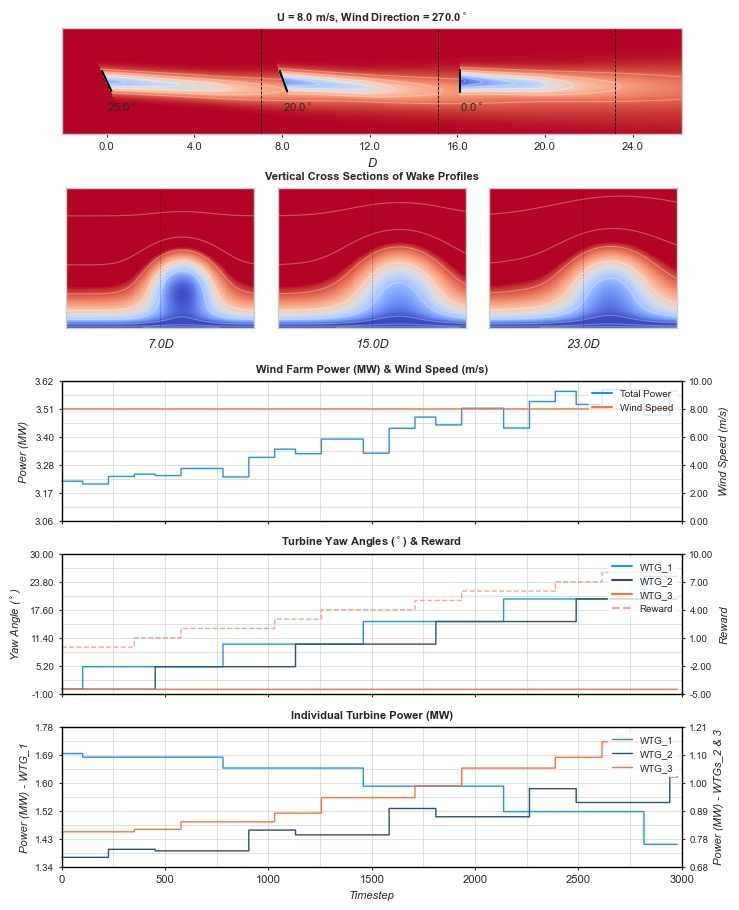 U = 8.0 m/s, Wind Direction = 270.0°
25.0°
20.0°
0.0°
0.0 4.0 8.0 12.0 16.0 20.0 24.0
D
Vertical Cross Sections of Wake Profiles
7.0D 15.0D 23.0D
Wind Farm Power (MW) & Wind Speed (m/s)
3.62 3.51 3.40 3.28 3.17 3.06
Power (MW)
10.00 8.00 6.00 4.00 2.00 0.00
Wind Speed (m/s)
Total Power
Wind Speed
Turbine Yaw Angles (°) & Reward
30.00 23.80 17.60 11.40 5.20 -1.00
Yaw Angle (°)
10.00 7.00 4.00 1.00 -2.00 -5.00
Reward
WTG_1
WTG_2
WTG_3
Reward
Individual Turbine Power (MW)
1.78 1.69 1.60 1.52 1.43 1.34
Power (MW) - WTG_1
1.21 1.10 1.00 0.89 0.78 0.68
Power (MW) - WTGs_2 & 3
WTG_1
WTG_2
WTG_3
0 500 1000 1500 2000 2500 3000
Timestep